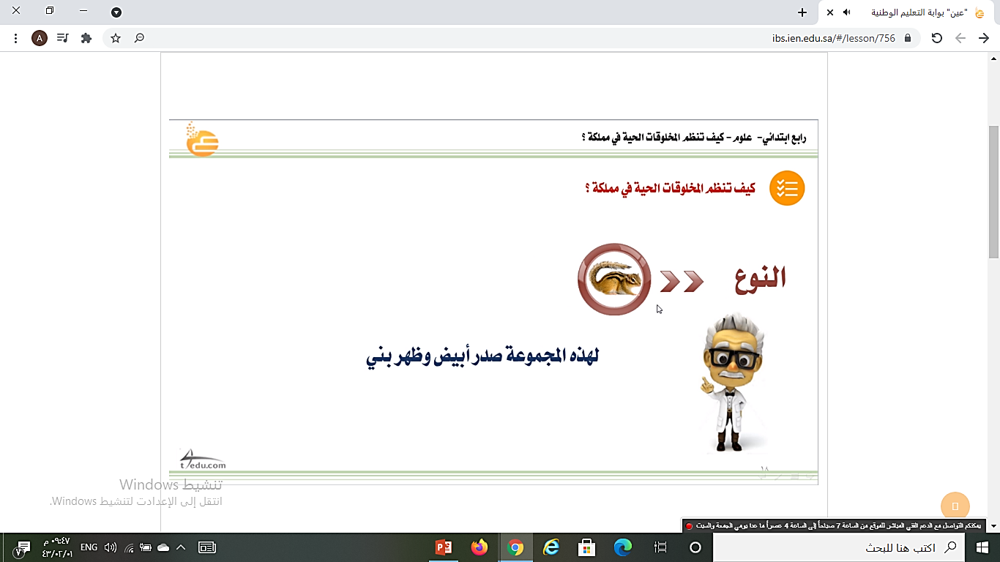 "عين" بوابة التعليم الوطنية
ibs.ien.edu.sa/#/lesson/756
A
رابع ابتدائي- علوم - كيف تنظم المخلوقات الحية في مملكة ؟
كيف تنظم المخلوقات الحية في مملكة ؟
النوع
لهذه المجموعة صدر أبيض وظهر بني
t4edu.com
١٨
تنشيط Windows
انتقل إلى الإعدادت لتنشيط Windows.
يمكنكم التواصل مع الدعم الفني المباشر للموقع من الساعة 7 صباحاً إلى الساعة 4 عصراً ما عدا يومي الجمعة والسبت
اكتب هنا للبحث
ENG
٠٩:٤٧ م
٤٣/٠٢/٠١